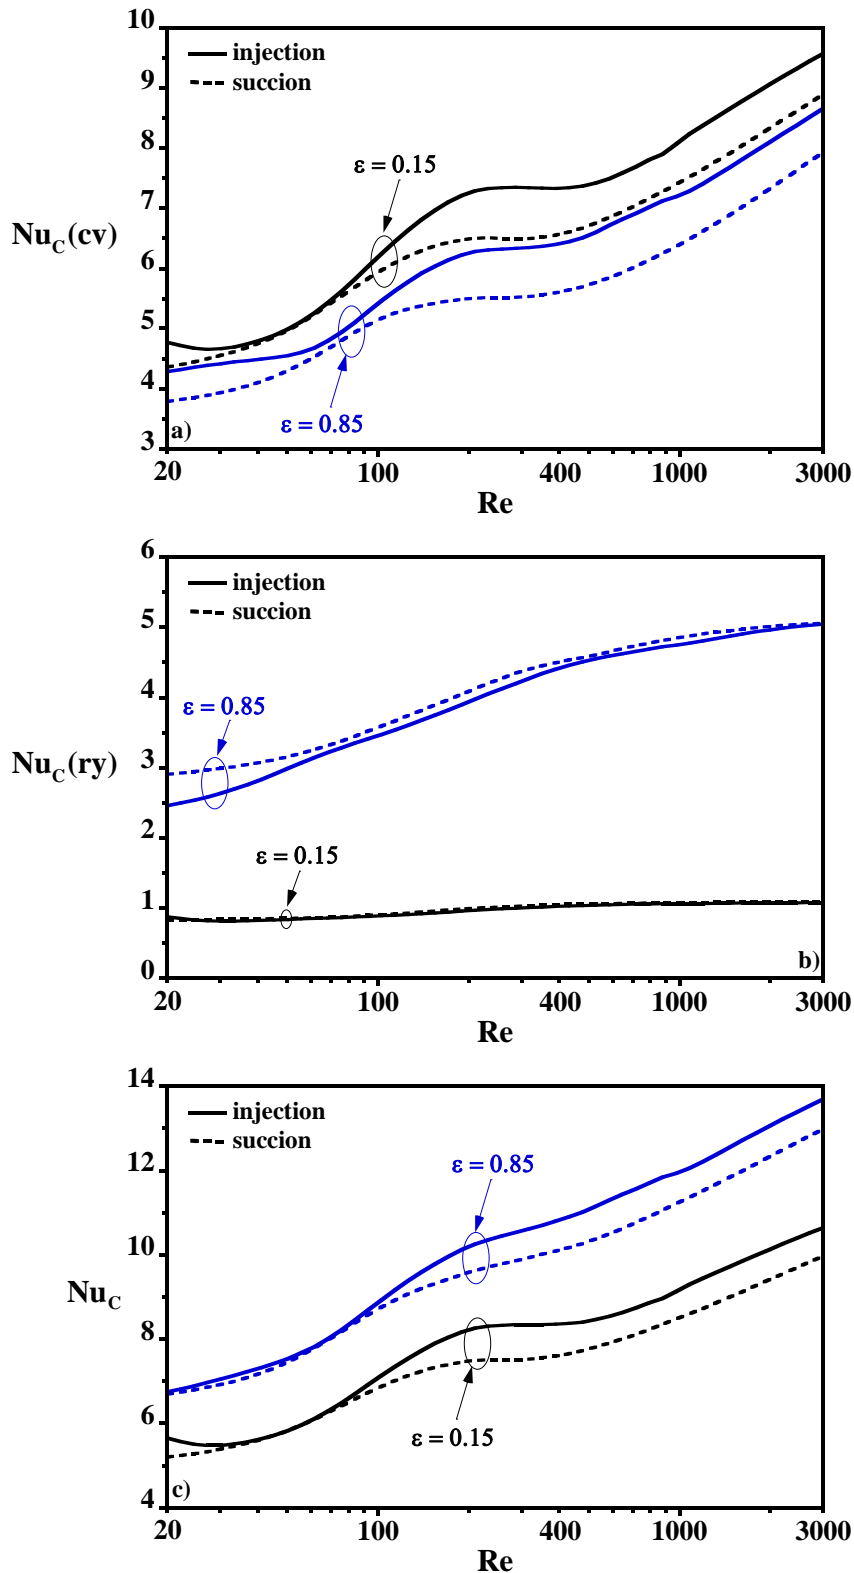 10
injection
succion
9
8
ε = 0.15
7
Nu_C(cv)
6
5
4
ε = 0.85
a)
3
20 100 400 1000 3000
Re
6
injection
succion
5
4
ε = 0.85
3
Nu_C(ry)
2
ε = 0.15
1
b)
0
20 100 400 1000 3000
Re
14
injection
succion
12
ε = 0.85
10
Nu_C
8
6
ε = 0.15
c)
4
20 100 400 1000 3000
Re